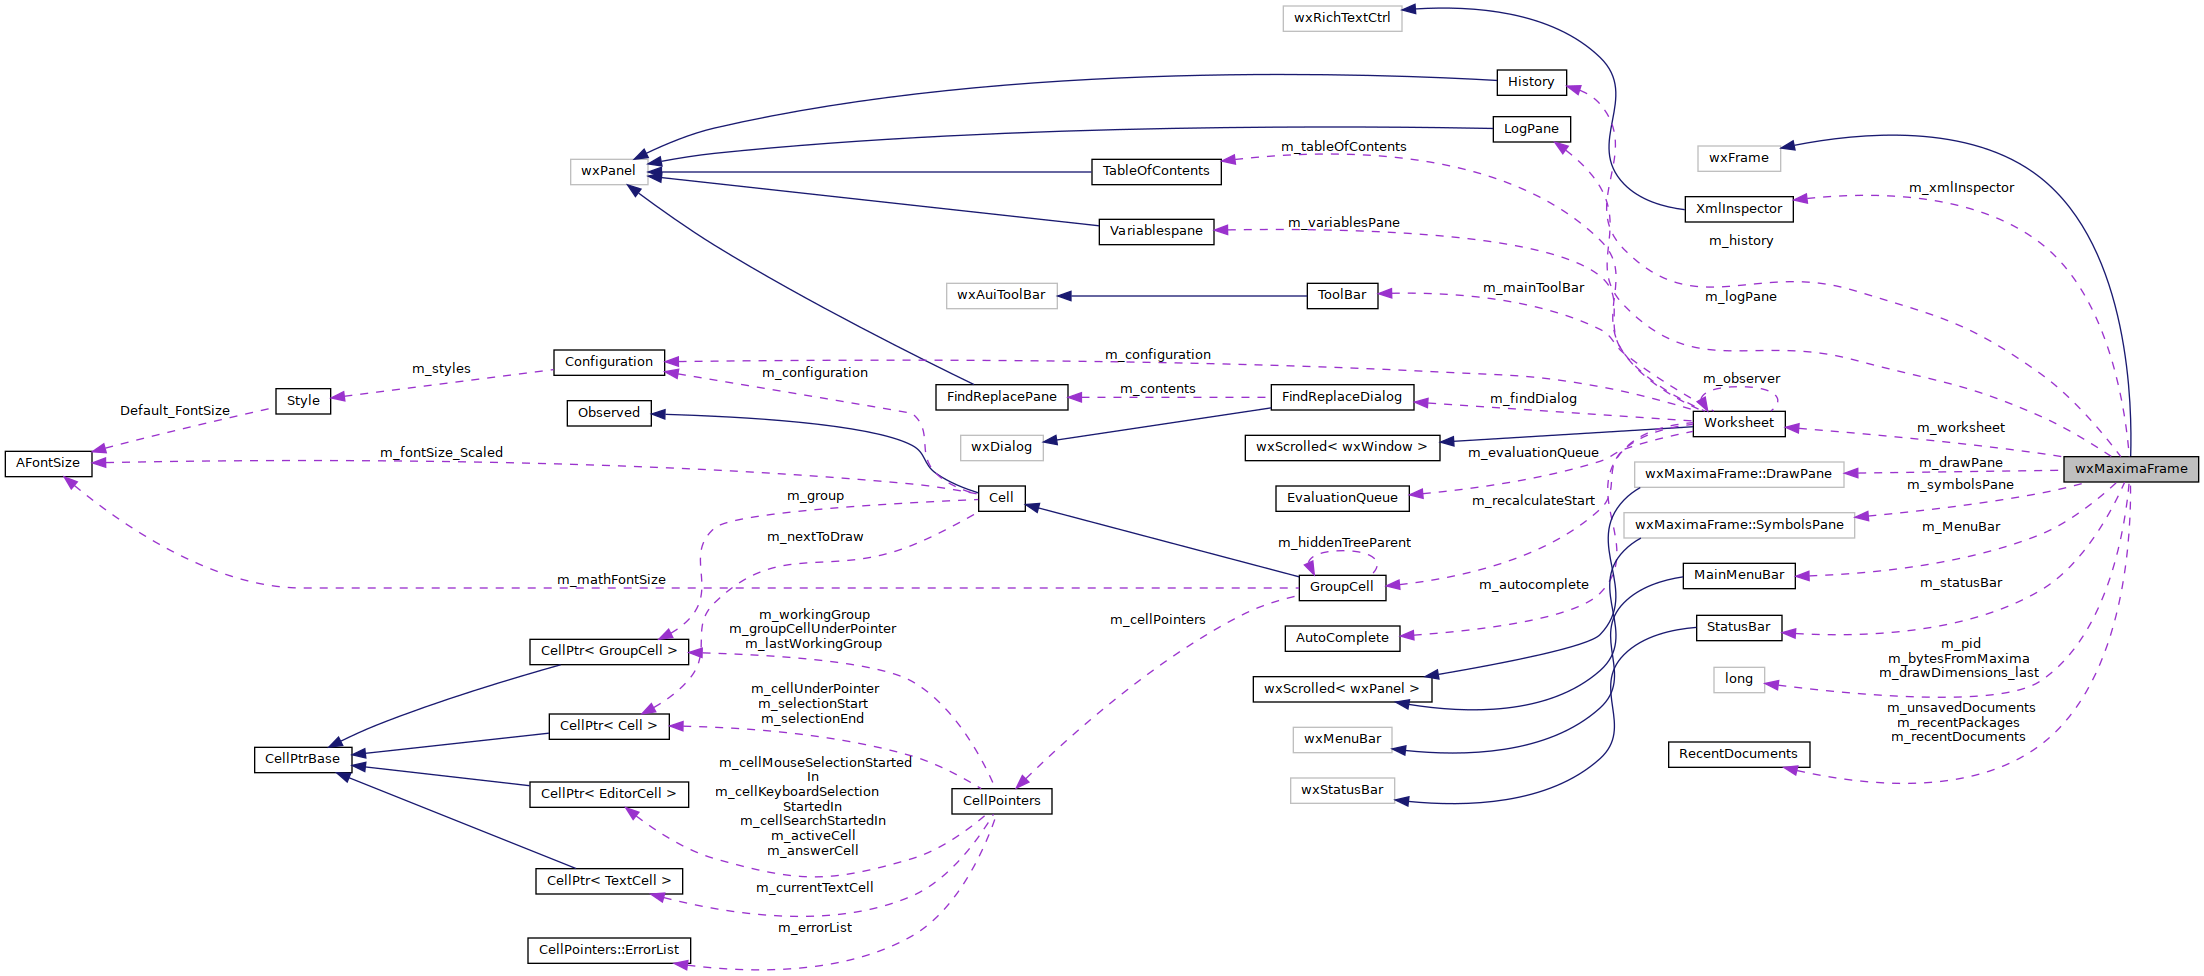 wxRichTextCtrl
History
LogPane
m_tableOfContents
wxFrame
wxPanel
TableOfContents
m_xmlInspector
XmlInspector
m_variablesPane
Variablespane
m_history
m_mainToolBar
wxAuiToolBar
ToolBar
m_logPane
m_configuration
Configuration
m_styles
m_configuration
m_observer
m_contents
FindReplacePane
FindReplaceDialog
m_findDialog
Style
Default_FontSize
Observed
Worksheet
m_worksheet
wxDialog
wxScrolled< wxWindow >
m_evaluationQueue
m_fontSize_Scaled
AFontSize
m_drawPane
wxMaximaFrame
wxMaximaFrame::DrawPane
m_symbolsPane
m_group
Cell
EvaluationQueue
m_recalculateStart
wxMaximaFrame::SymbolsPane
m_MenuBar
m_nextToDraw
m_hiddenTreeParent
m_mathFontSize
GroupCell
m_autocomplete
MainMenuBar
m_statusBar
m_workingGroup
m_groupCellUnderPointer
m_lastWorkingGroup
m_cellPointers
StatusBar
AutoComplete
CellPtr< GroupCell >
m_pid
m_bytesFromMaxima
m_drawDimensions_last
long
m_cellUnderPointer
m_selectionStart
m_selectionEnd
wxScrolled< wxPanel >
m_unsavedDocuments
m_recentPackages
m_recentDocuments
CellPtr< Cell >
wxMenuBar
RecentDocuments
CellPtrBase
m_cellMouseSelectionStarted
In
m_cellKeyboardSelection
StartedIn
m_cellSearchStartedIn
m_activeCell
m_answerCell
CellPtr< EditorCell >
wxStatusBar
CellPointers
CellPtr< TextCell >
m_currentTextCell
m_errorList
CellPointers::ErrorList